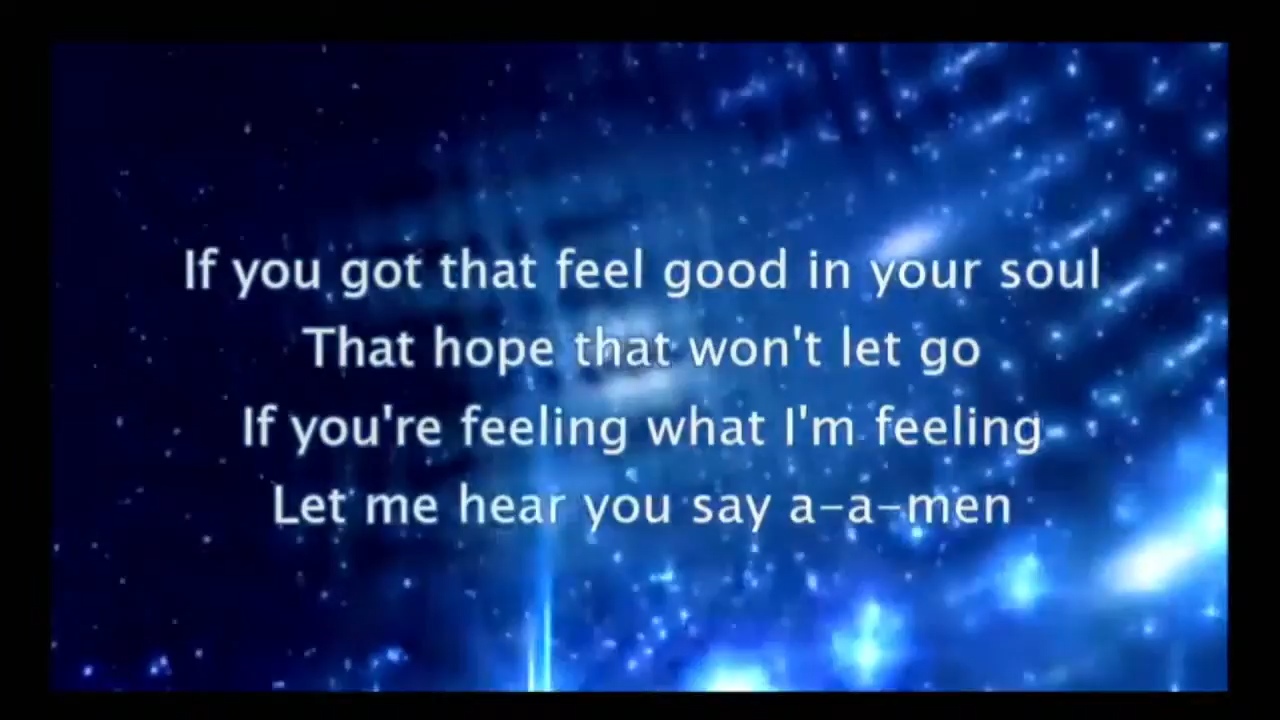 If you got that feel good in your soul
That hope that won't let go
If you're feeling what I'm feeling
Let me hear you say a-a-men